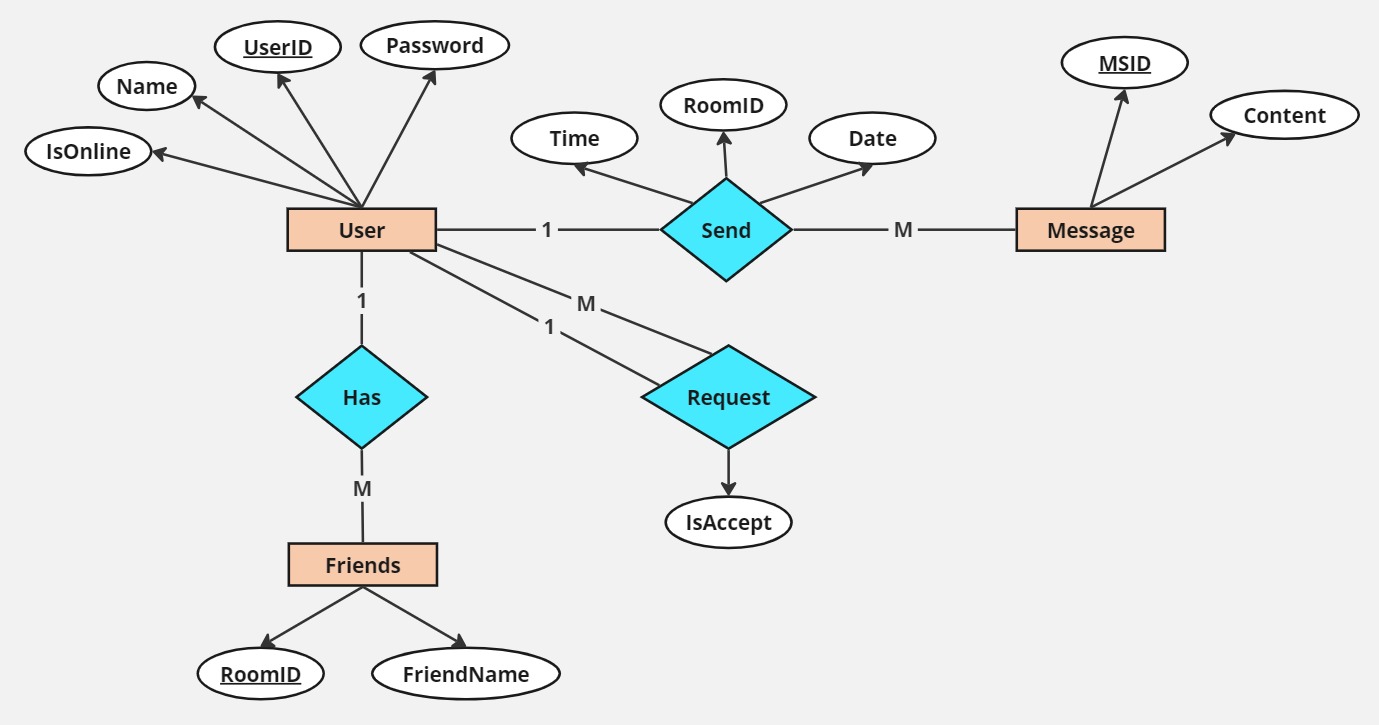 UserID
Password
Name
IsOnline
MSID
Content
RoomID
Time
Date
User
1
Send
M
Message
1
M
1
Has
Request
M
IsAccept
Friends
RoomID
FriendName